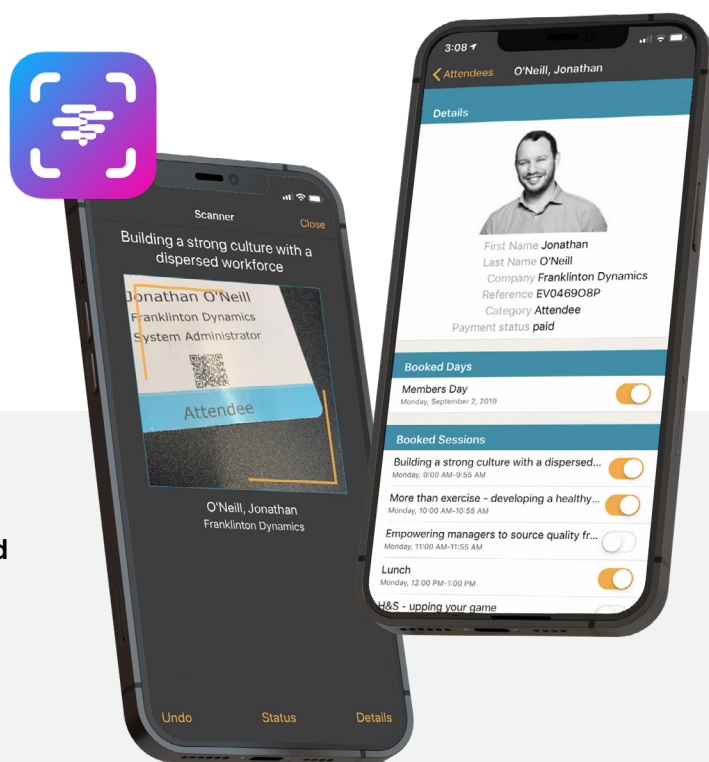 3:08
Attendees
O'Neill, Jonathan
Details
First Name Jonathan
Last Name O'Neill
Company Franklinton Dynamics
Reference EV0469O8P
Category Attendee
Payment status paid
Booked Days
Members Day
Monday, September 2, 2019
Booked Sessions
Building a strong culture with a dispersed...
Monday, 9:00 AM-9:55 AM
More than exercise - developing a healthy...
Monday, 10:00 AM-10:55 AM
Empowering managers to source quality fr...
Monday, 11:00 AM-11:55 AM
Lunch
Monday, 12:00 PM-1:00 PM
H&S - upping your game
Scanner
Close
Building a strong culture with a
dispersed workforce
Jonathan O'Neill
Franklinton Dynamics
System Administrator
Attendee
O'Neill, Jonathan
Franklinton Dynamics
Undo
Status
Details
d